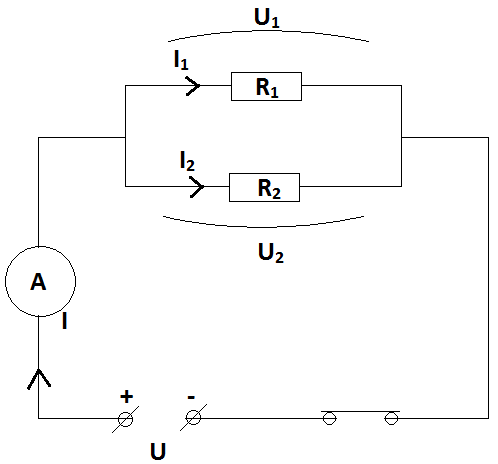 U₁
I₁
R₁
I₂
R₂
U₂
A
I
+ -
U